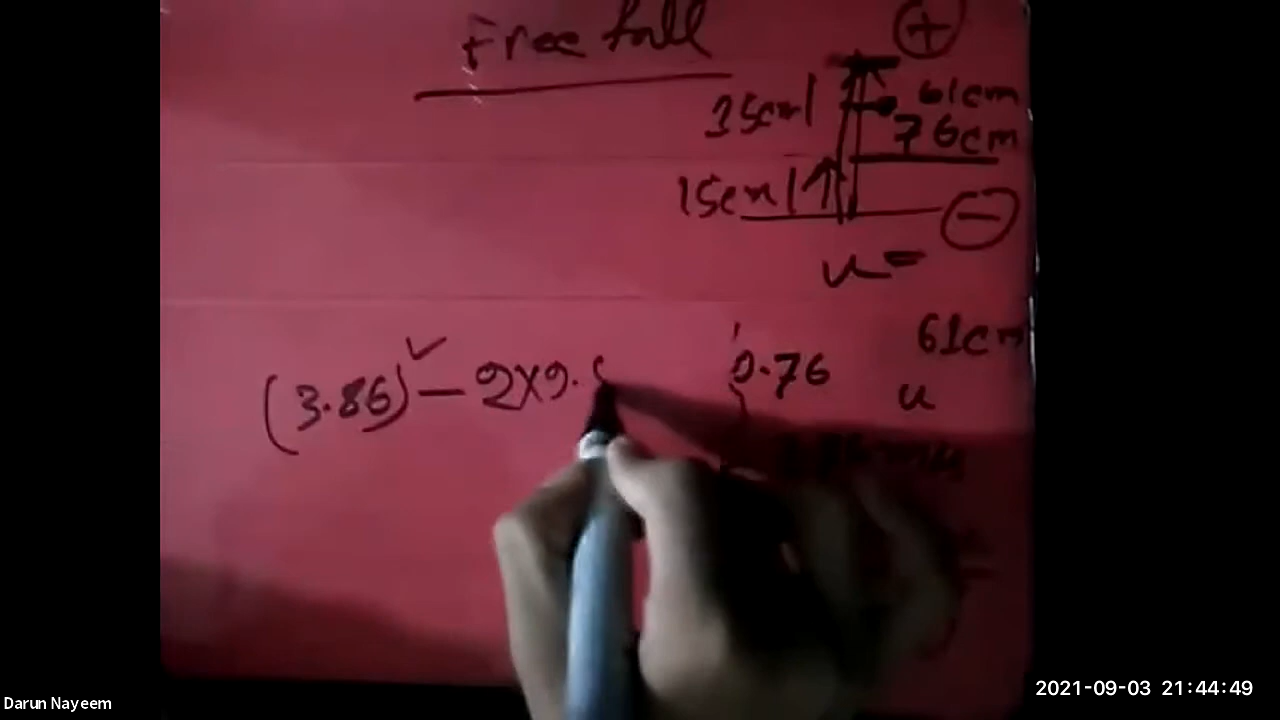 Free fall
+
61cm
35cm
76cm
15cm
−
u=
61cm
(3.86)² − 2×9.8
0.76
u
Darun Nayeem
2021-09-03 21:44:49